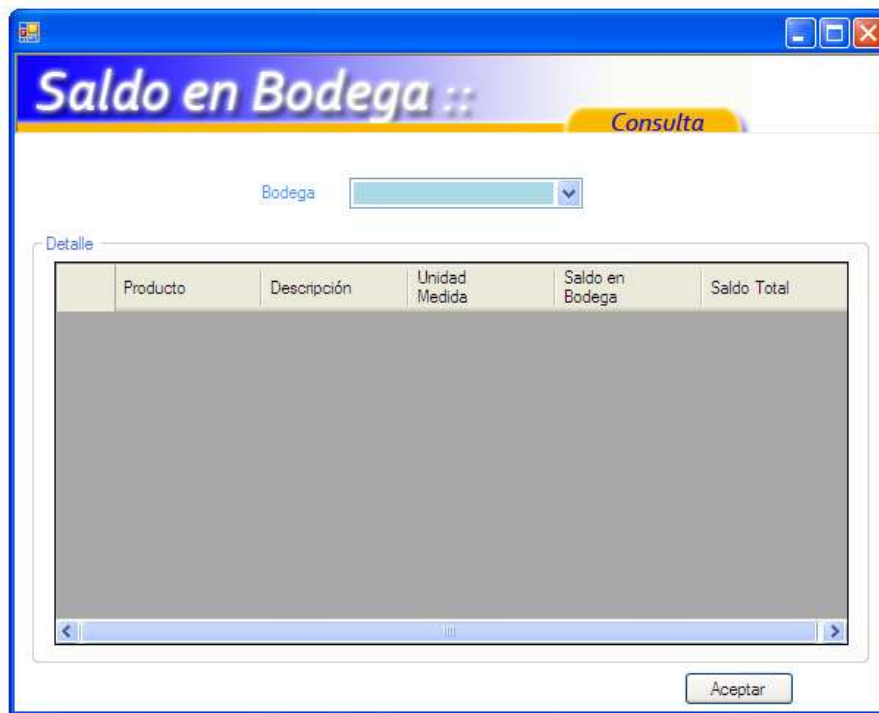 Saldo en Bodega ::
Consulta
Bodega
Detalle
Producto
Descripción
Unidad
Medida
Saldo en
Bodega
Saldo Total
Aceptar